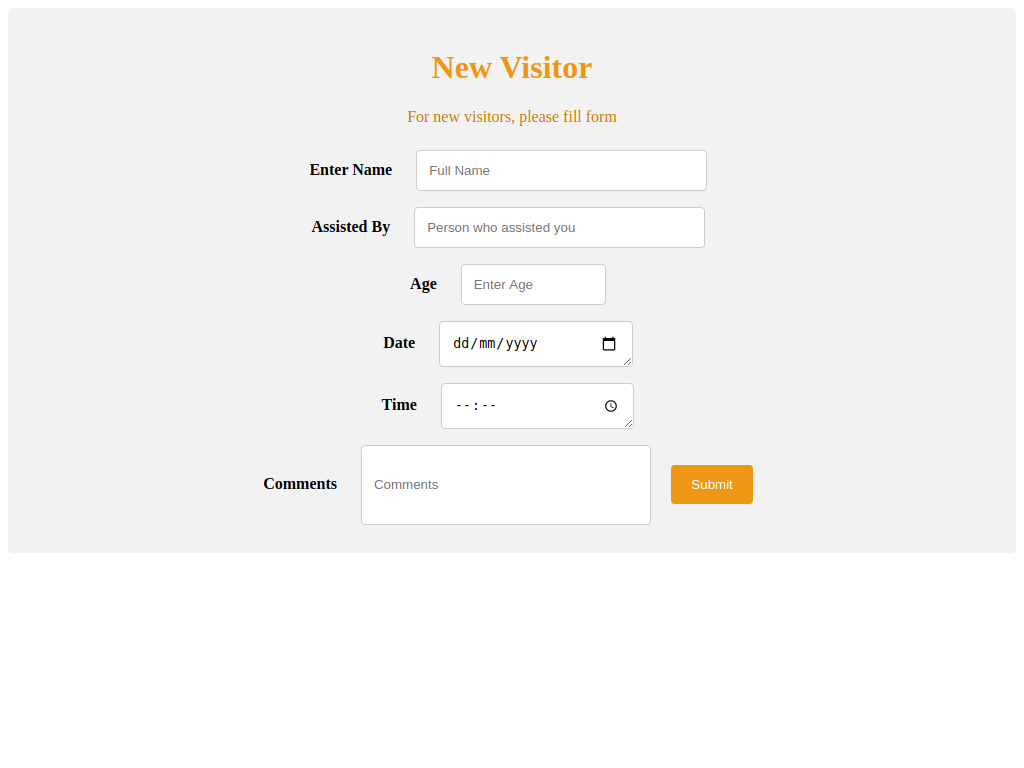 New Visitor
For new visitors, please fill form
Enter Name Full Name
Assisted By Person who assisted you
Age Enter Age
Date dd/mm/yyyy
Time --:--
Comments Comments Submit